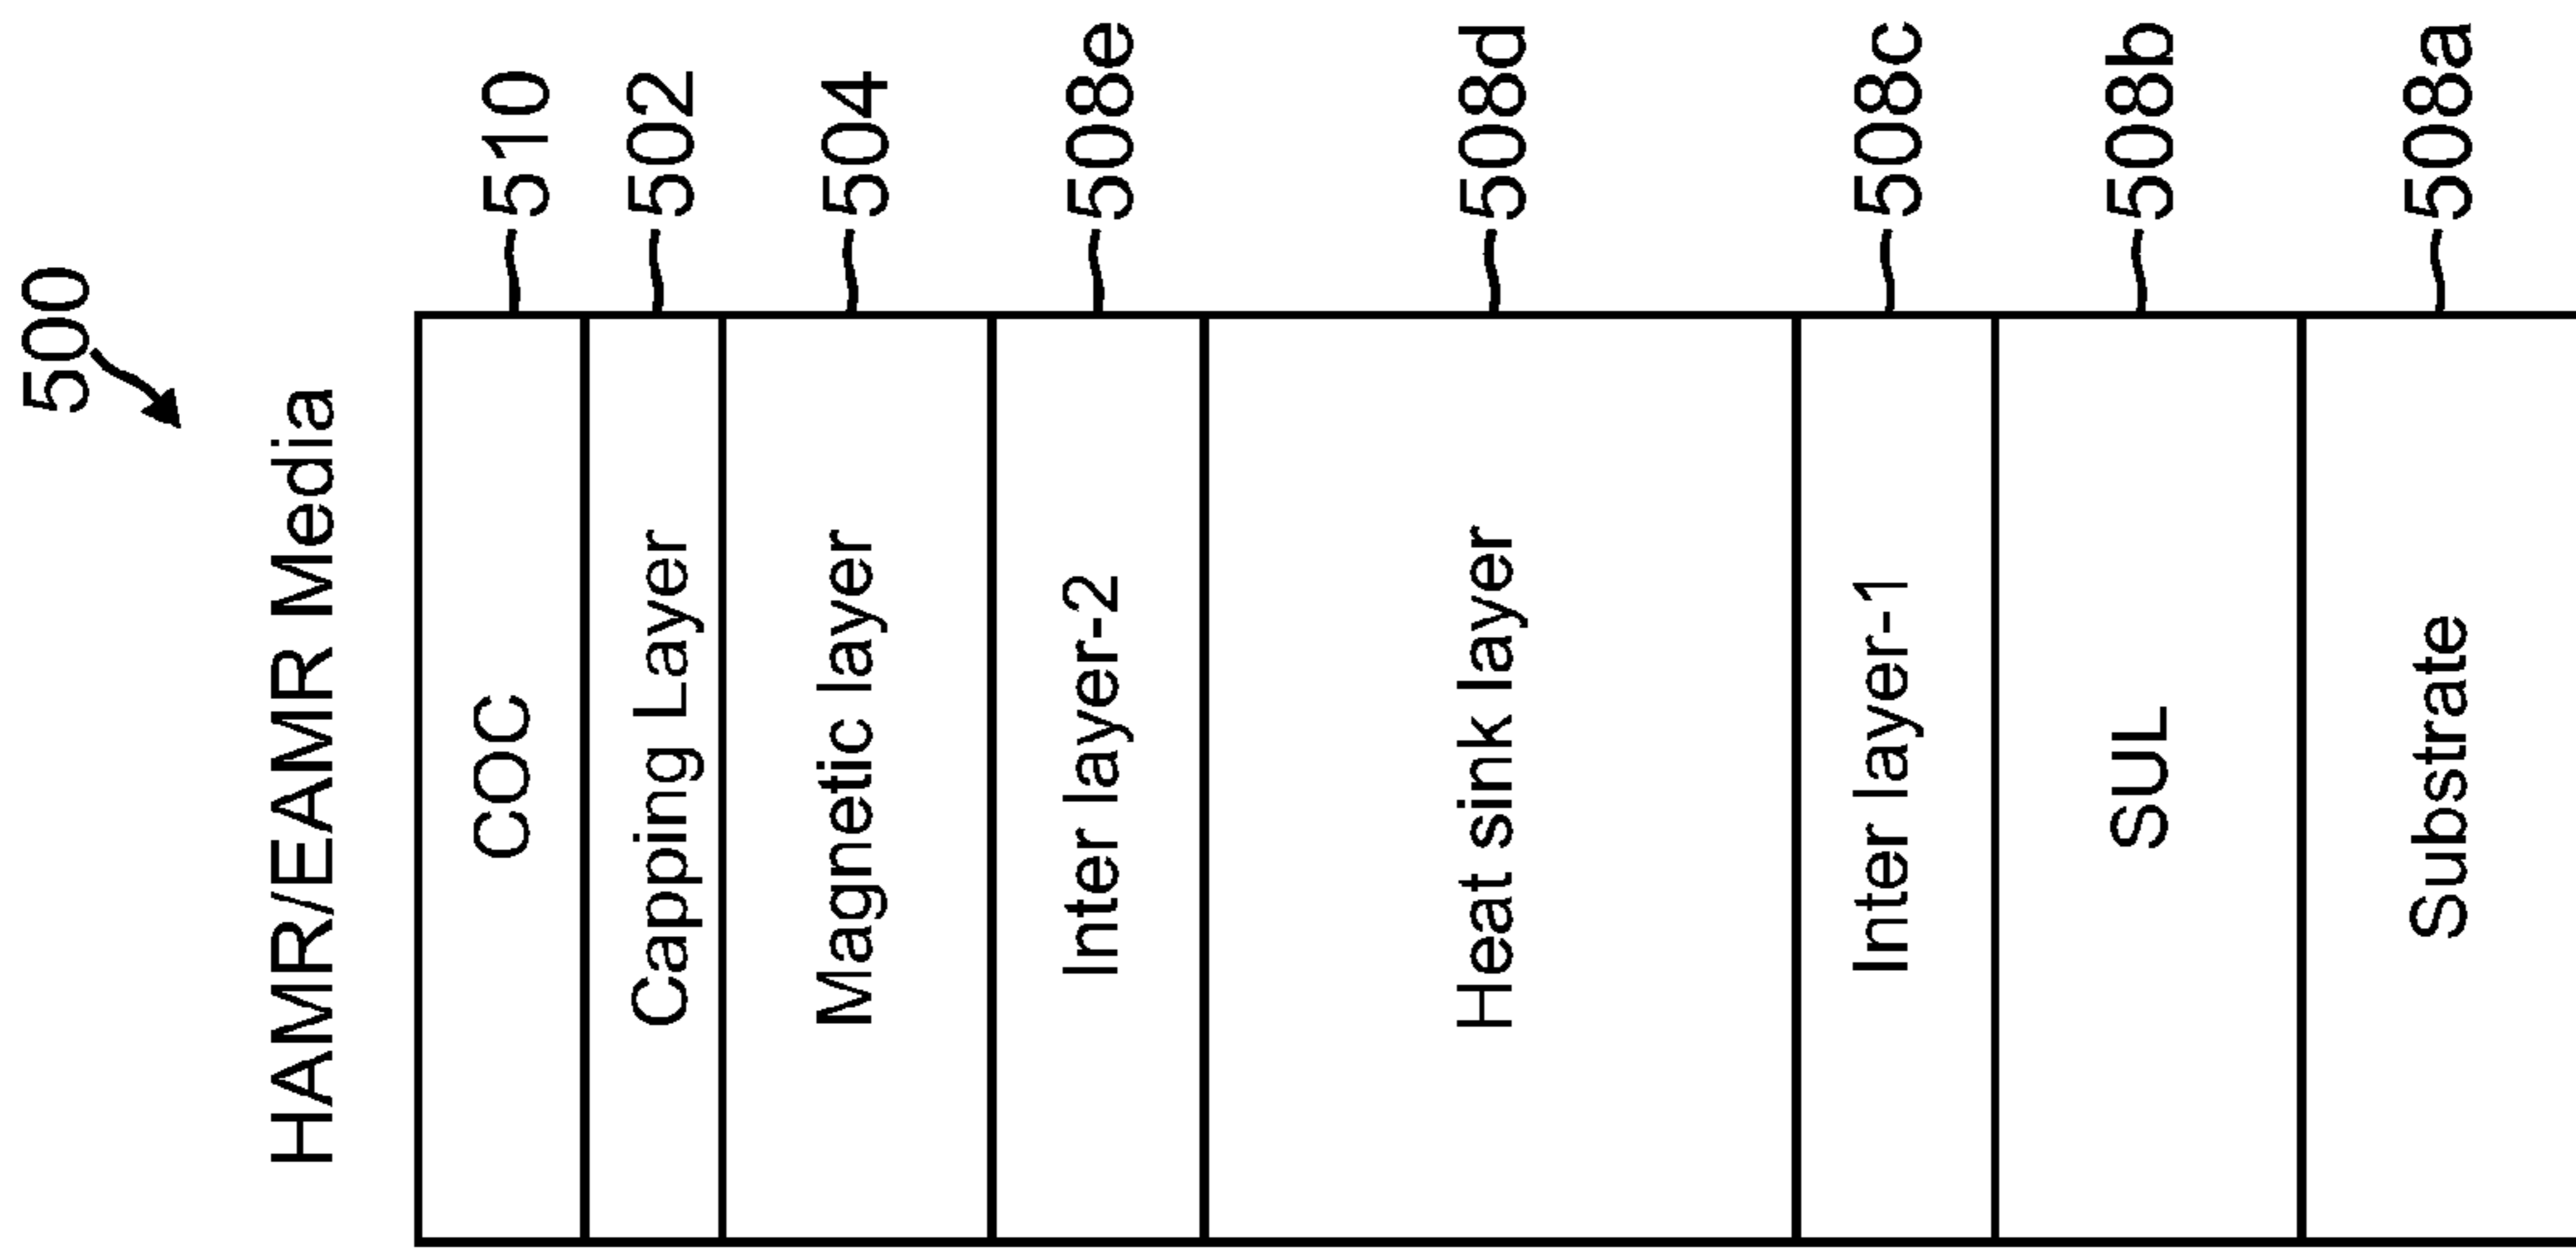 500
HAMR/EAMR Media
COC 510
Capping Layer 502
Magnetic layer 504
Inter layer-2 508e
Heat sink layer 508d
Inter layer-1 508c
SUL 508b
Substrate 508a